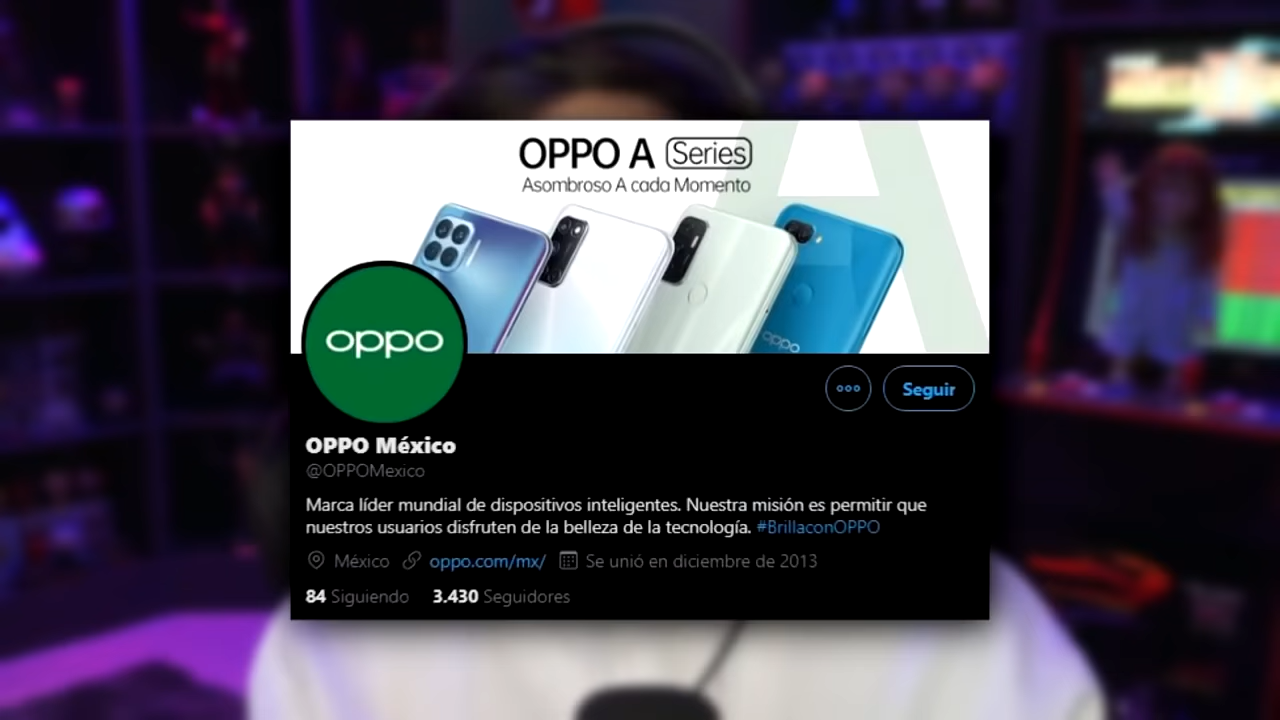 OPPO A Series
Asombroso A cada Momento
oppo
oppo
Seguir
OPPO México
@OPPOMexico
Marca líder mundial de dispositivos inteligentes. Nuestra misión es permitir que
nuestros usuarios disfruten de la belleza de la tecnología. #BrillaconOPPO
México oppo.com/mx/ Se unió en diciembre de 2013
84 Siguiendo 3.430 Seguidores